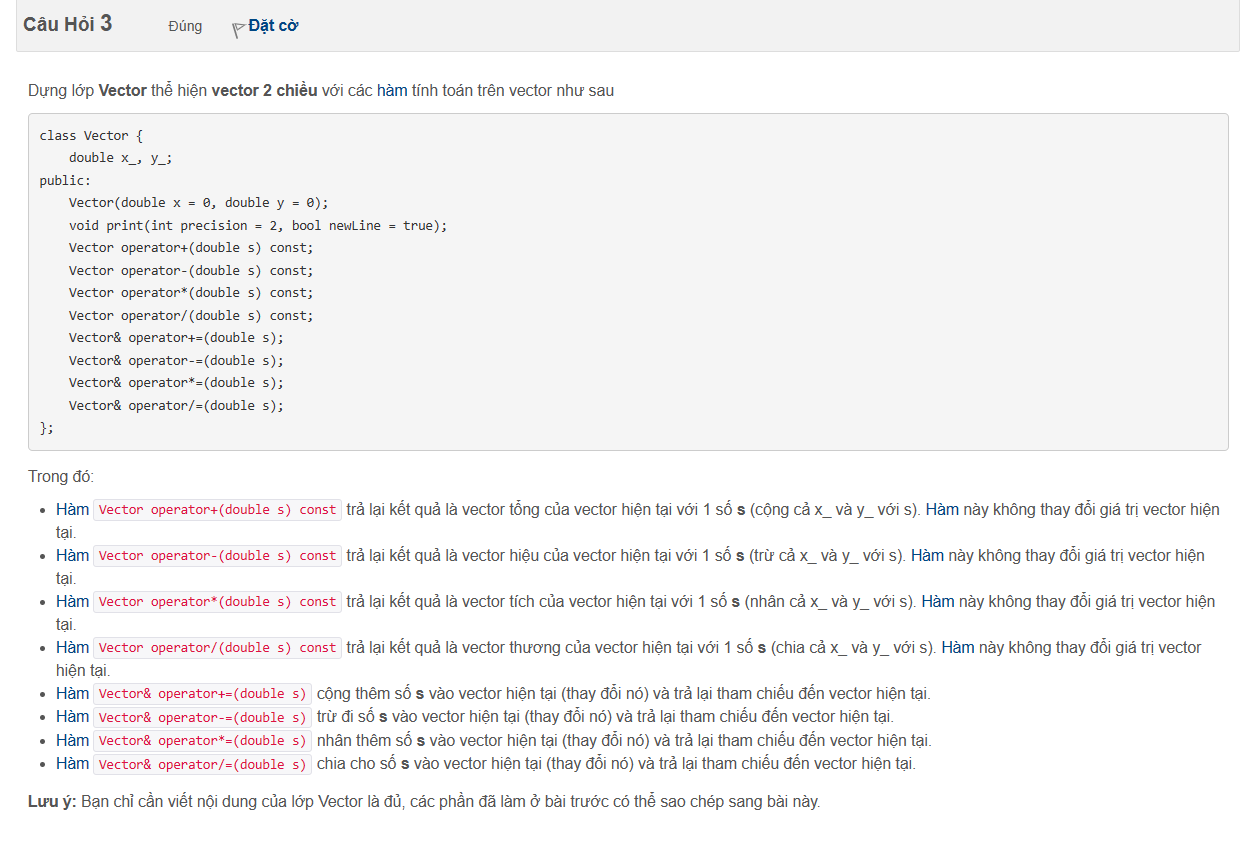 Câu Hỏi 3 Đúng Đặt cờ
Dựng lớp Vector thể hiện vector 2 chiều với các hàm tính toán trên vector như sau
class Vector {
    double x_, y_;
public:
    Vector(double x = 0, double y = 0);
    void print(int precision = 2, bool newLine = true);
    Vector operator+(double s) const;
    Vector operator-(double s) const;
    Vector operator*(double s) const;
    Vector operator/(double s) const;
    Vector& operator+=(double s);
    Vector& operator-=(double s);
    Vector& operator*=(double s);
    Vector& operator/=(double s);
};
Trong đó:
• Hàm Vector operator+(double s) const trả lại kết quả là vector tổng của vector hiện tại với 1 số s (cộng cả x_ và y_ với s). Hàm này không thay đổi giá trị vector hiện
tại.
• Hàm Vector operator-(double s) const trả lại kết quả là vector hiệu của vector hiện tại với 1 số s (trừ cả x_ và y_ với s). Hàm này không thay đổi giá trị vector hiện
tại.
• Hàm Vector operator*(double s) const trả lại kết quả là vector tích của vector hiện tại với 1 số s (nhân cả x_ và y_ với s). Hàm này không thay đổi giá trị vector hiện
tại.
• Hàm Vector operator/(double s) const trả lại kết quả là vector thương của vector hiện tại với 1 số s (chia cả x_ và y_ với s). Hàm này không thay đổi giá trị vector
hiện tại.
• Hàm Vector& operator+=(double s) cộng thêm số s vào vector hiện tại (thay đổi nó) và trả lại tham chiếu đến vector hiện tại.
• Hàm Vector& operator-=(double s) trừ đi số s vào vector hiện tại (thay đổi nó) và trả lại tham chiếu đến vector hiện tại.
• Hàm Vector& operator*=(double s) nhân thêm số s vào vector hiện tại (thay đổi nó) và trả lại tham chiếu đến vector hiện tại.
• Hàm Vector& operator/=(double s) chia cho số s vào vector hiện tại (thay đổi nó) và trả lại tham chiếu đến vector hiện tại.
Lưu ý: Bạn chỉ cần viết nội dung của lớp Vector là đủ, các phần đã làm ở bài trước có thể sao chép sang bài này.